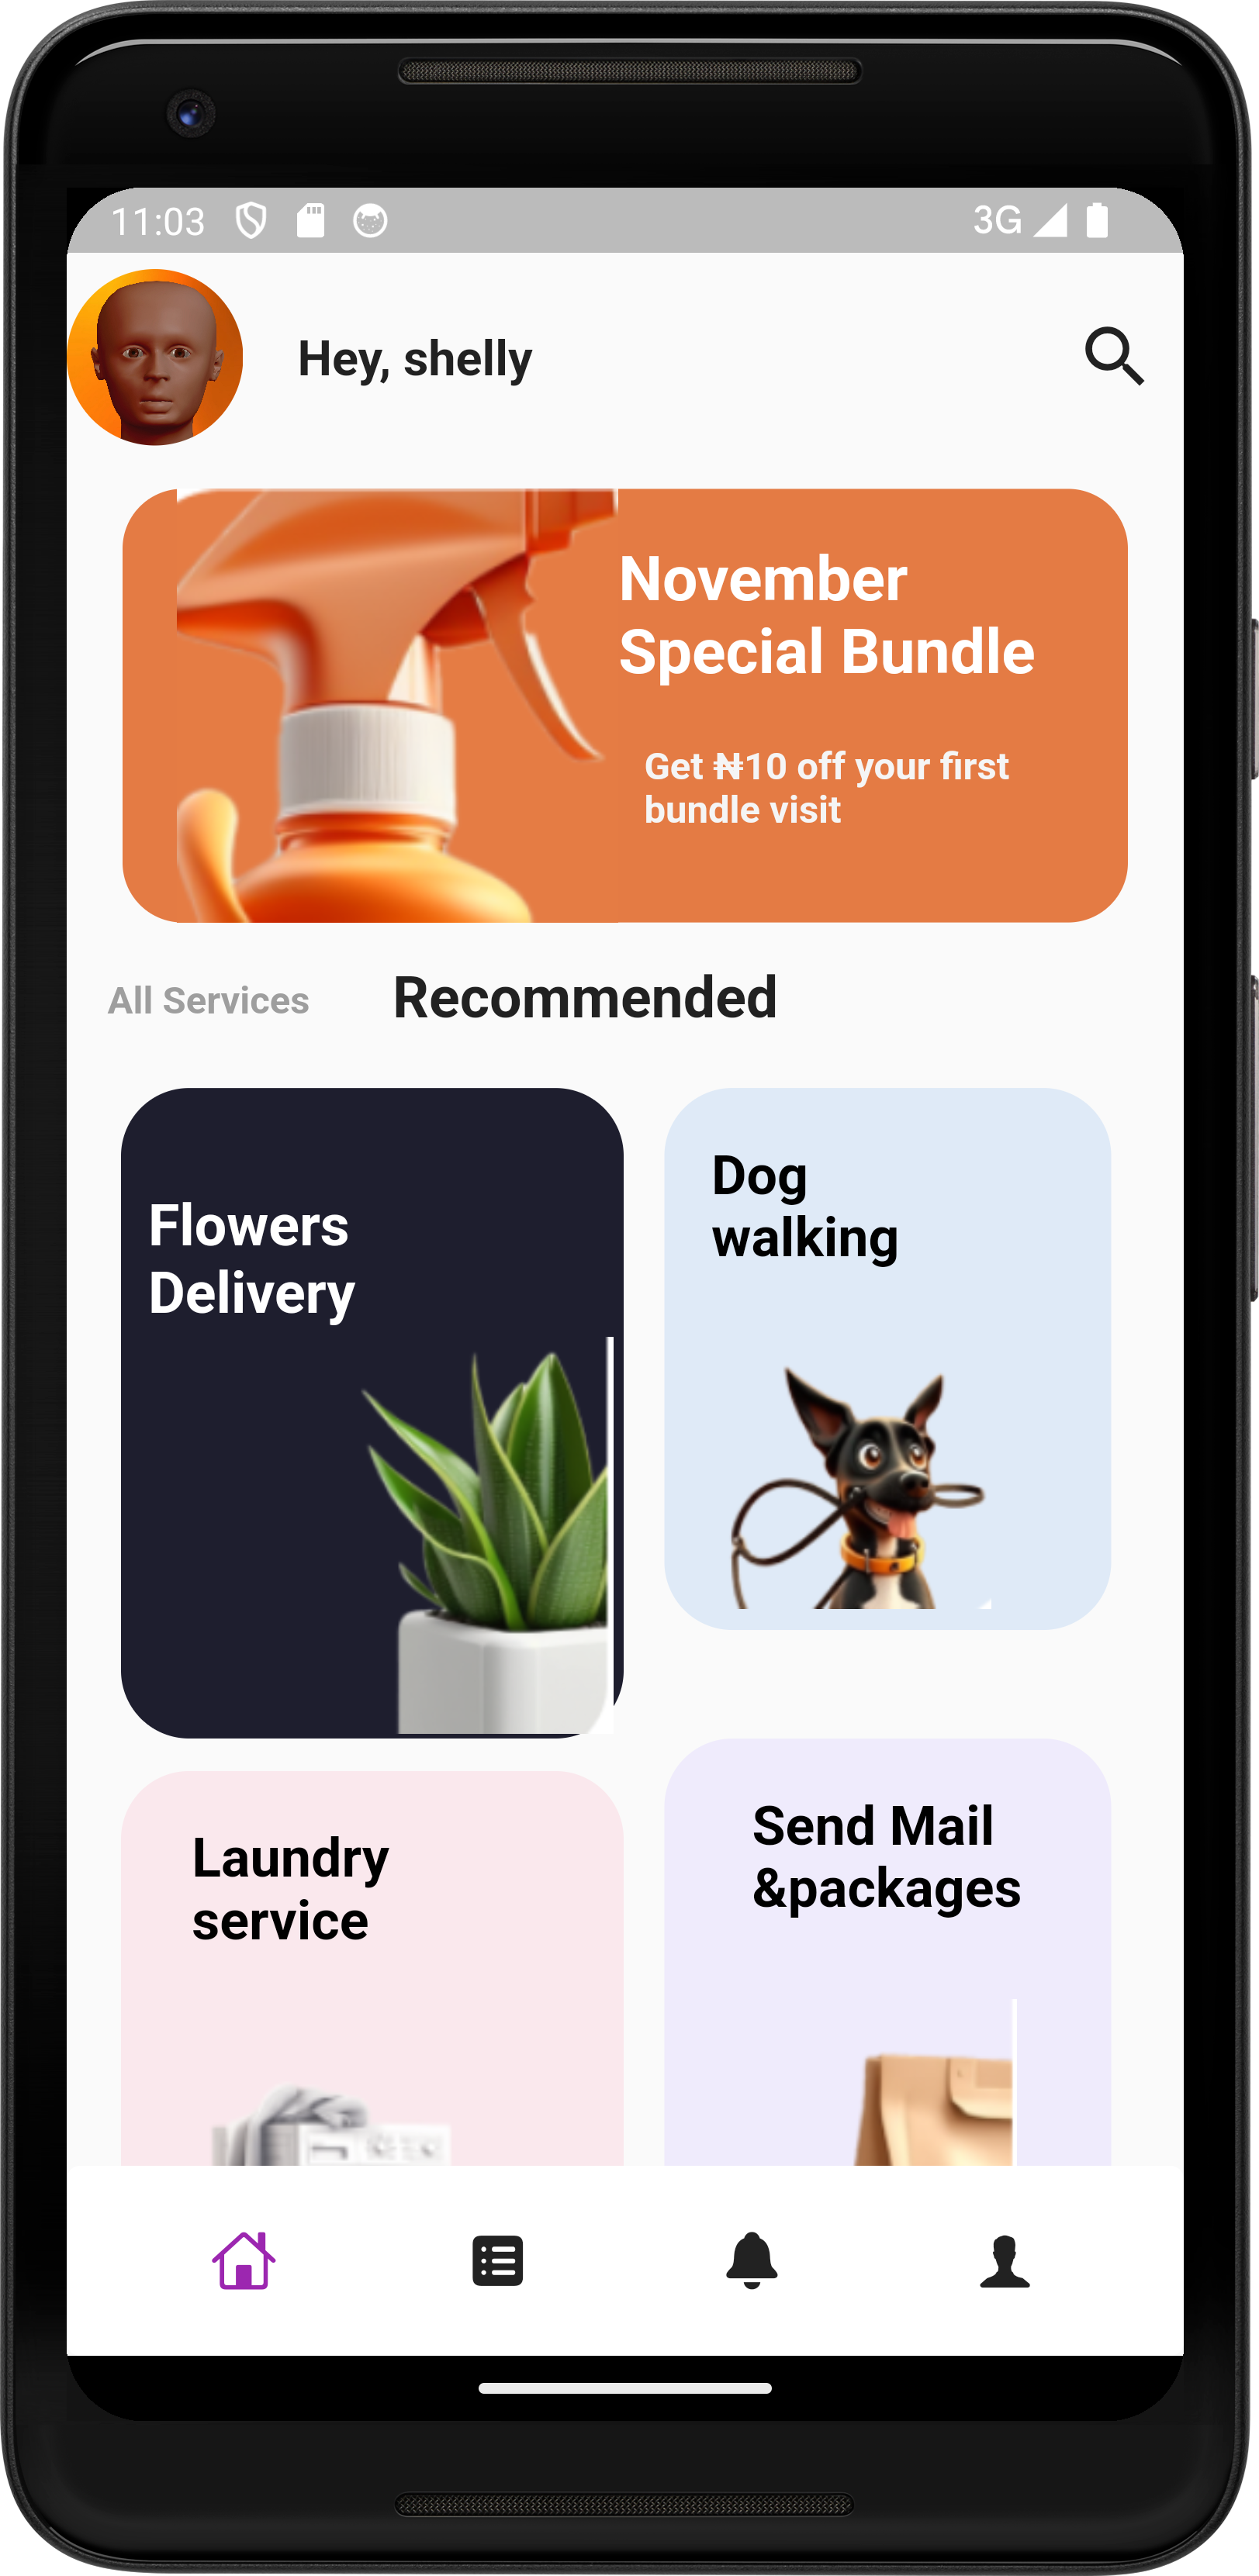 11:03
3G
Hey, shelly
November
Special Bundle
Get ₦10 off your first
bundle visit
All Services
Recommended
Flowers
Delivery
Dog
walking
Laundry
service
Send Mail
&packages